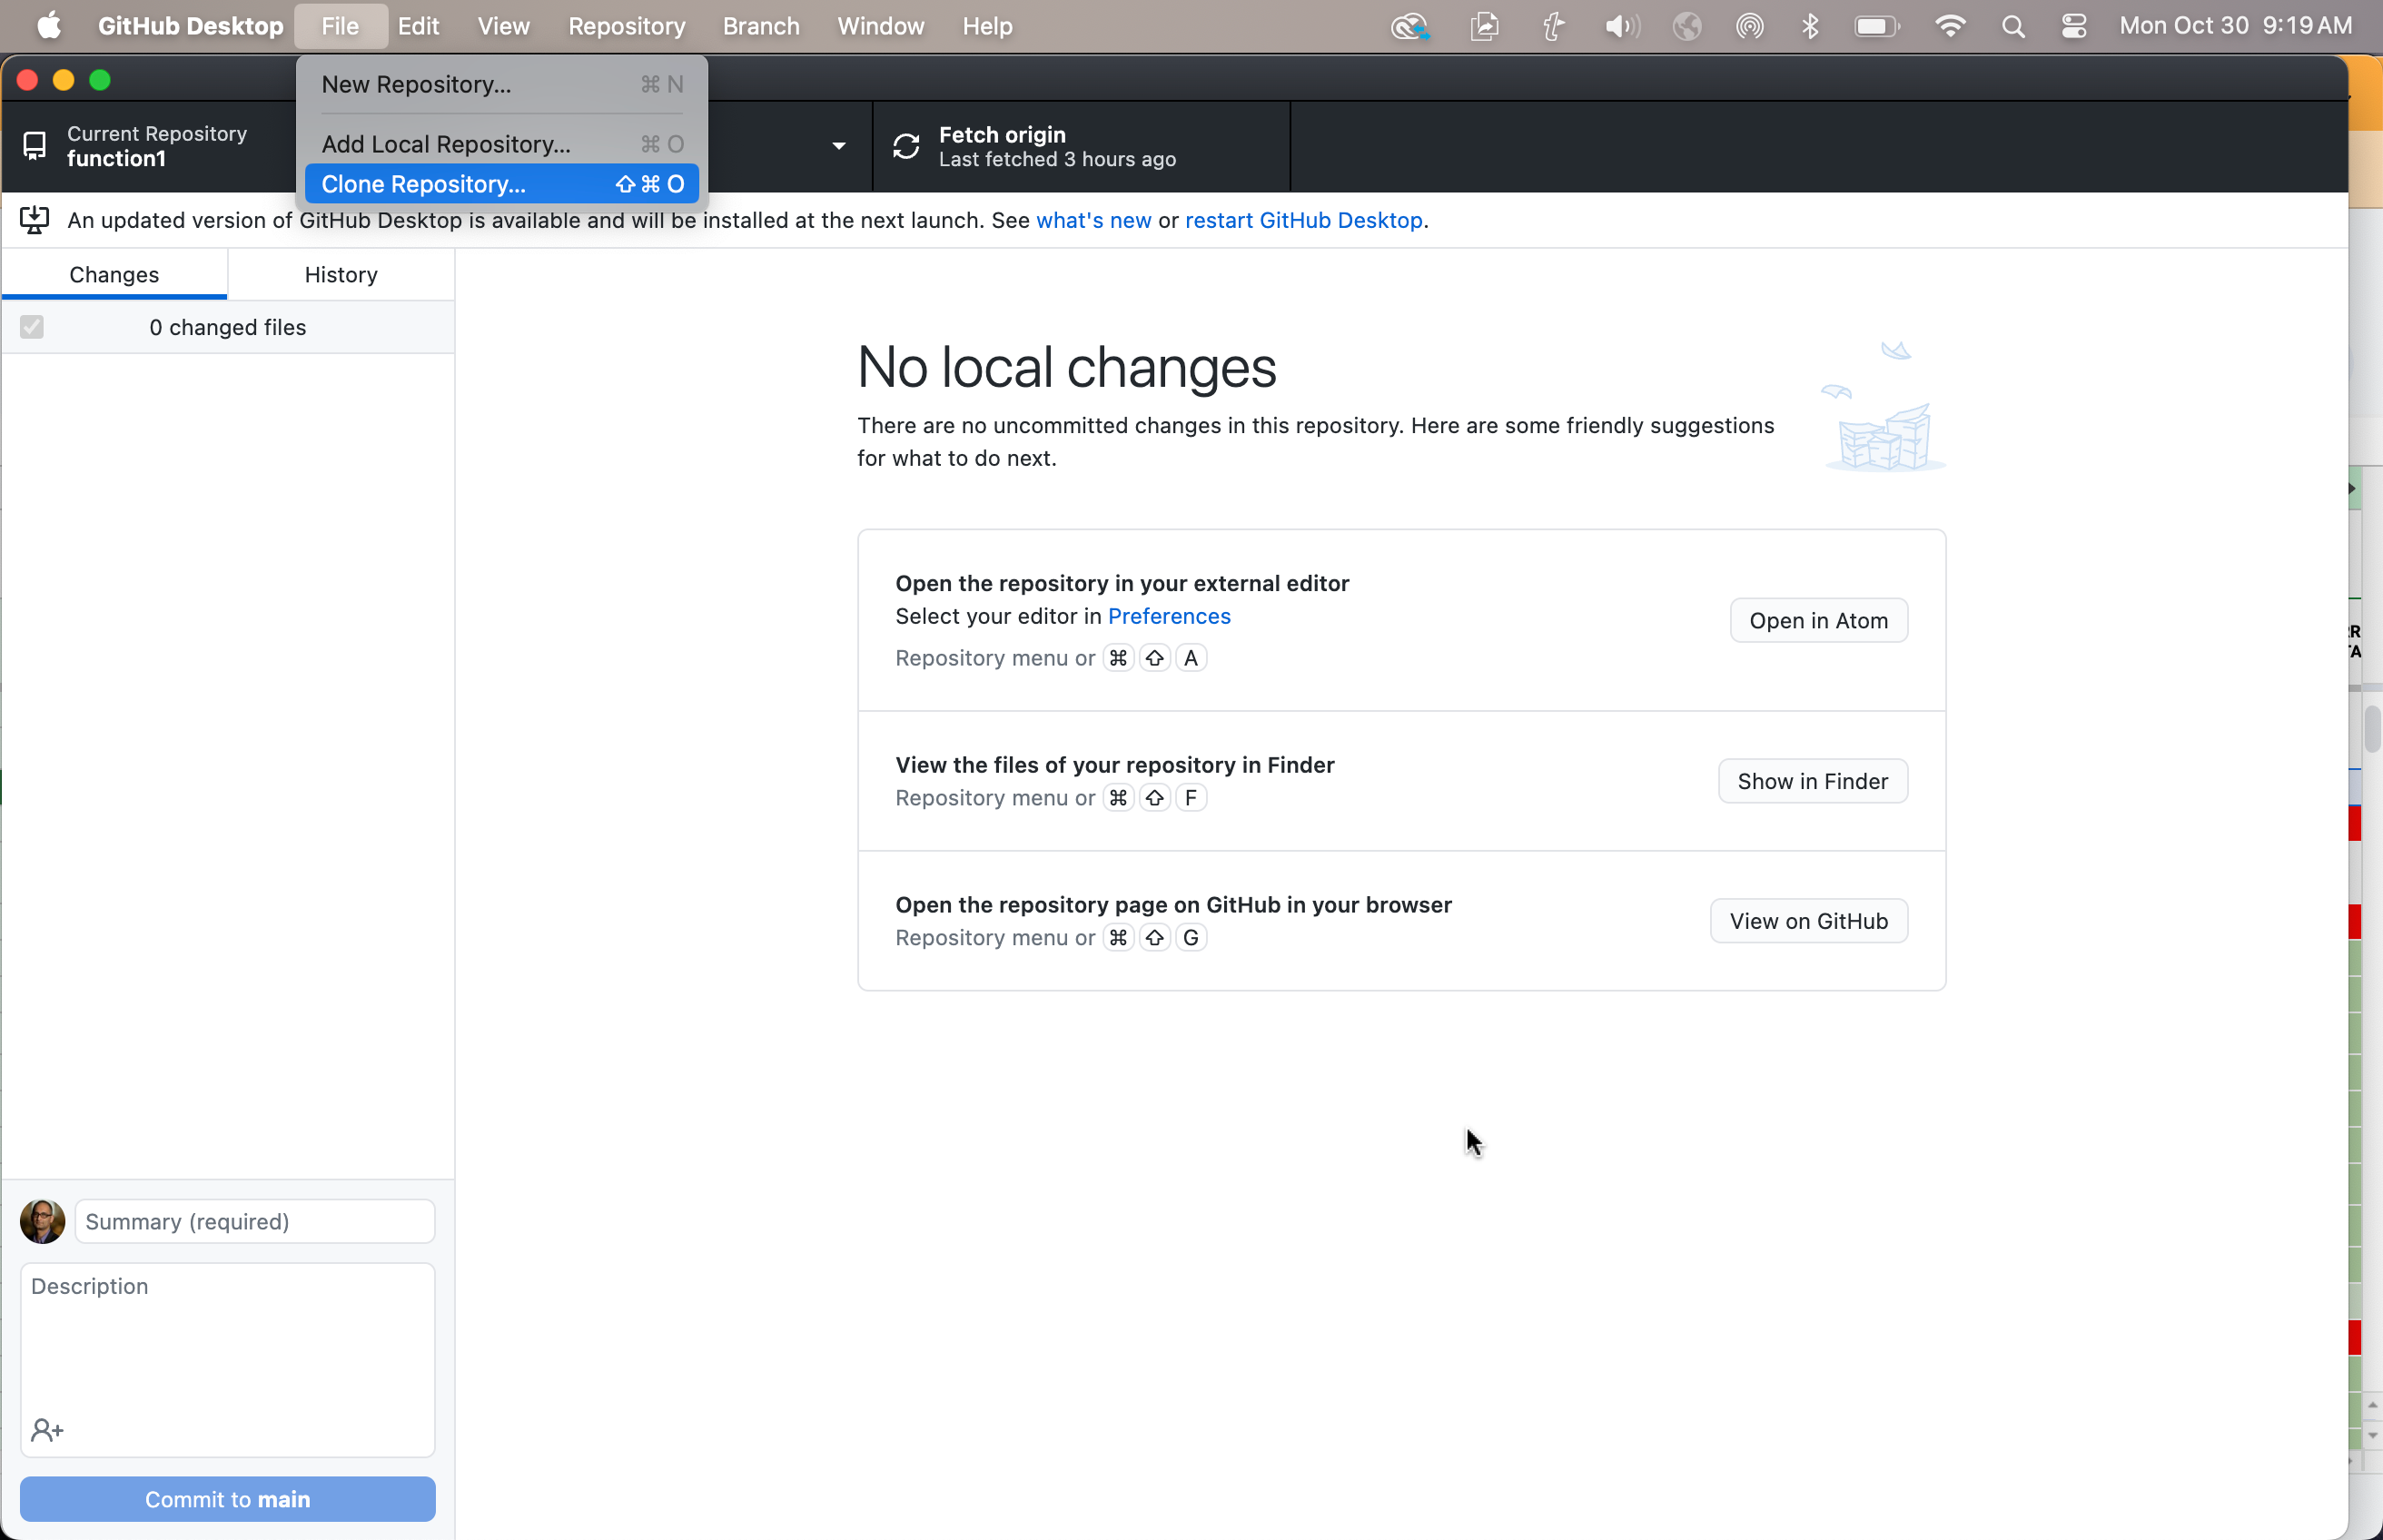 GitHub Desktop File Edit View Repository Branch Window Help Mon Oct 30 9:19 AM
New Repository... ⌘ N
Add Local Repository... ⌘ O
Clone Repository... ⇧ ⌘ O
Current Repository
function1
Fetch origin
Last fetched 3 hours ago
An updated version of GitHub Desktop is available and will be installed at the next launch. See what's new or restart GitHub Desktop.
Changes History
0 changed files
No local changes
There are no uncommitted changes in this repository. Here are some friendly suggestions
for what to do next.
Open the repository in your external editor
Select your editor in Preferences
Repository menu or ⌘ ⇧ A
Open in Atom
View the files of your repository in Finder
Repository menu or ⌘ ⇧ F
Show in Finder
Open the repository page on GitHub in your browser
Repository menu or ⌘ ⇧ G
View on GitHub
Summary (required)
Description
Commit to main